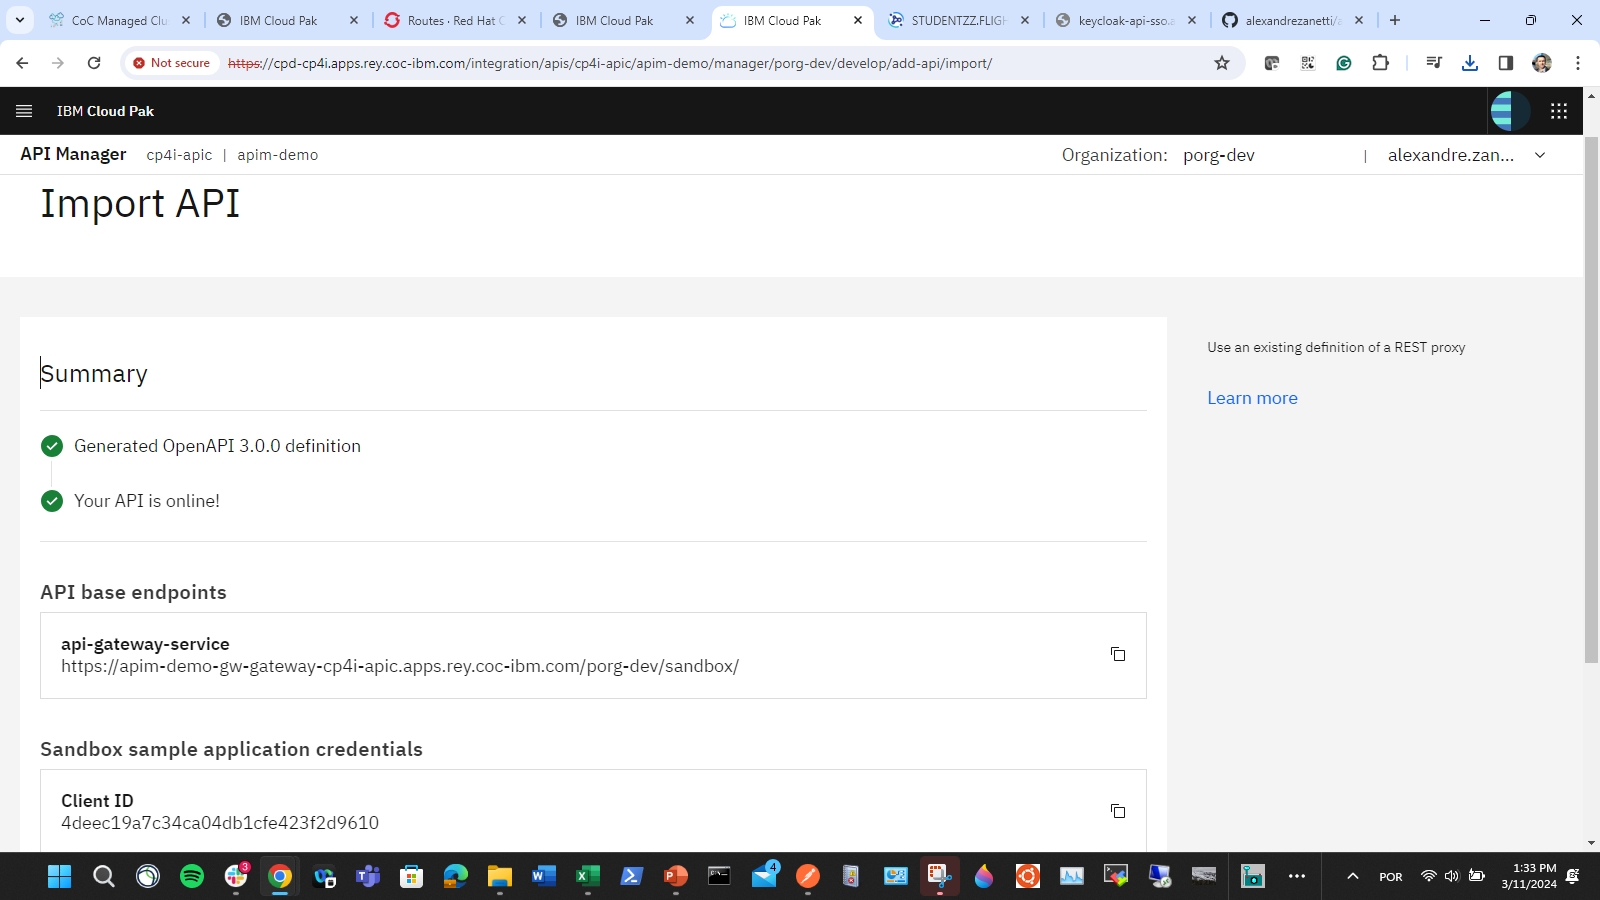 CoC Managed Clu
IBM Cloud Pak
Routes · Red Hat C
IBM Cloud Pak
IBM Cloud Pak
STUDENTZZ.FLIGH
keycloak-api-sso.a
alexandrezanetti/a
Not secure
https://cpd-cp4i.apps.rey.coc-ibm.com/integration/apis/cp4i-apic/apim-demo/manager/porg-dev/develop/add-api/import/
IBM Cloud Pak
API Manager cp4i-apic | apim-demo
Organization: porg-dev | alexandre.zan...
Import API
Summary
Use an existing definition of a REST proxy
Learn more
Generated OpenAPI 3.0.0 definition
Your API is online!
API base endpoints
api-gateway-service
https://apim-demo-gw-gateway-cp4i-apic.apps.rey.coc-ibm.com/porg-dev/sandbox/
Sandbox sample application credentials
Client ID
4deec19a7c34ca04db1cfe423f2d9610
3
4
POR
1:33 PM
3/11/2024